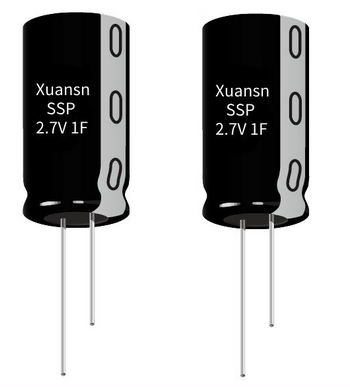 Xuansn
SSP
2.7V 1F
Xuansn
SSP
2.7V 1F